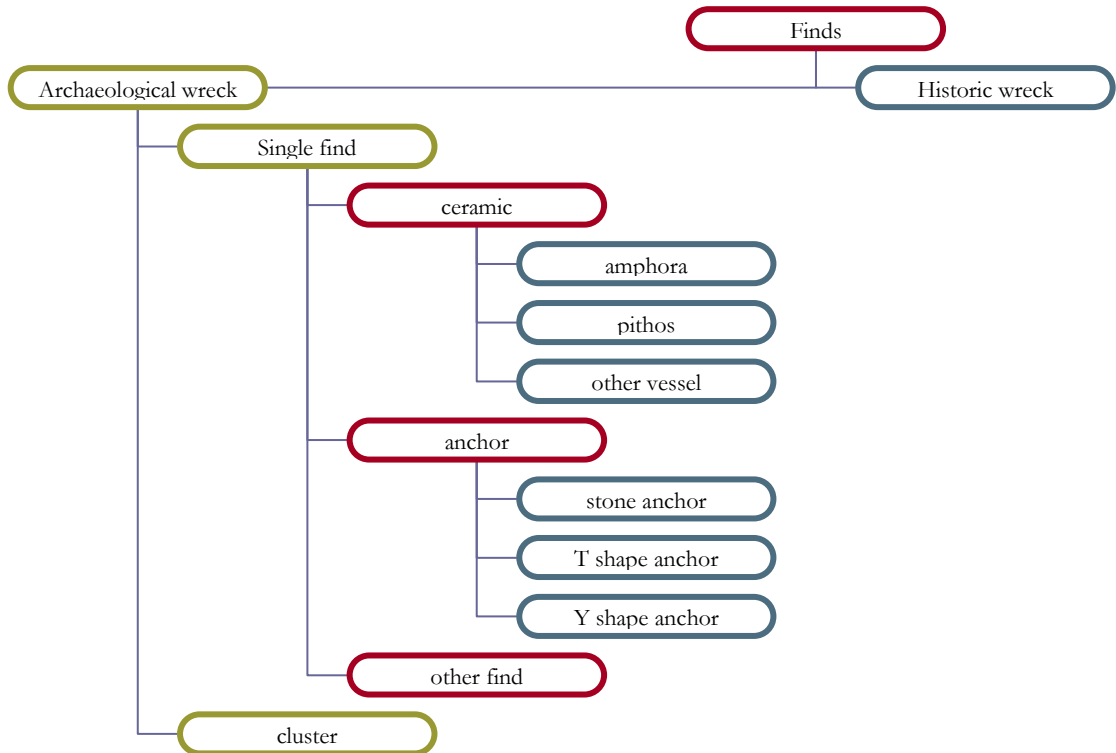 Finds
Archaeological wreck
Historic wreck
Single find
ceramic
amphora
pithos
other vessel
anchor
stone anchor
T shape anchor
Y shape anchor
other find
cluster